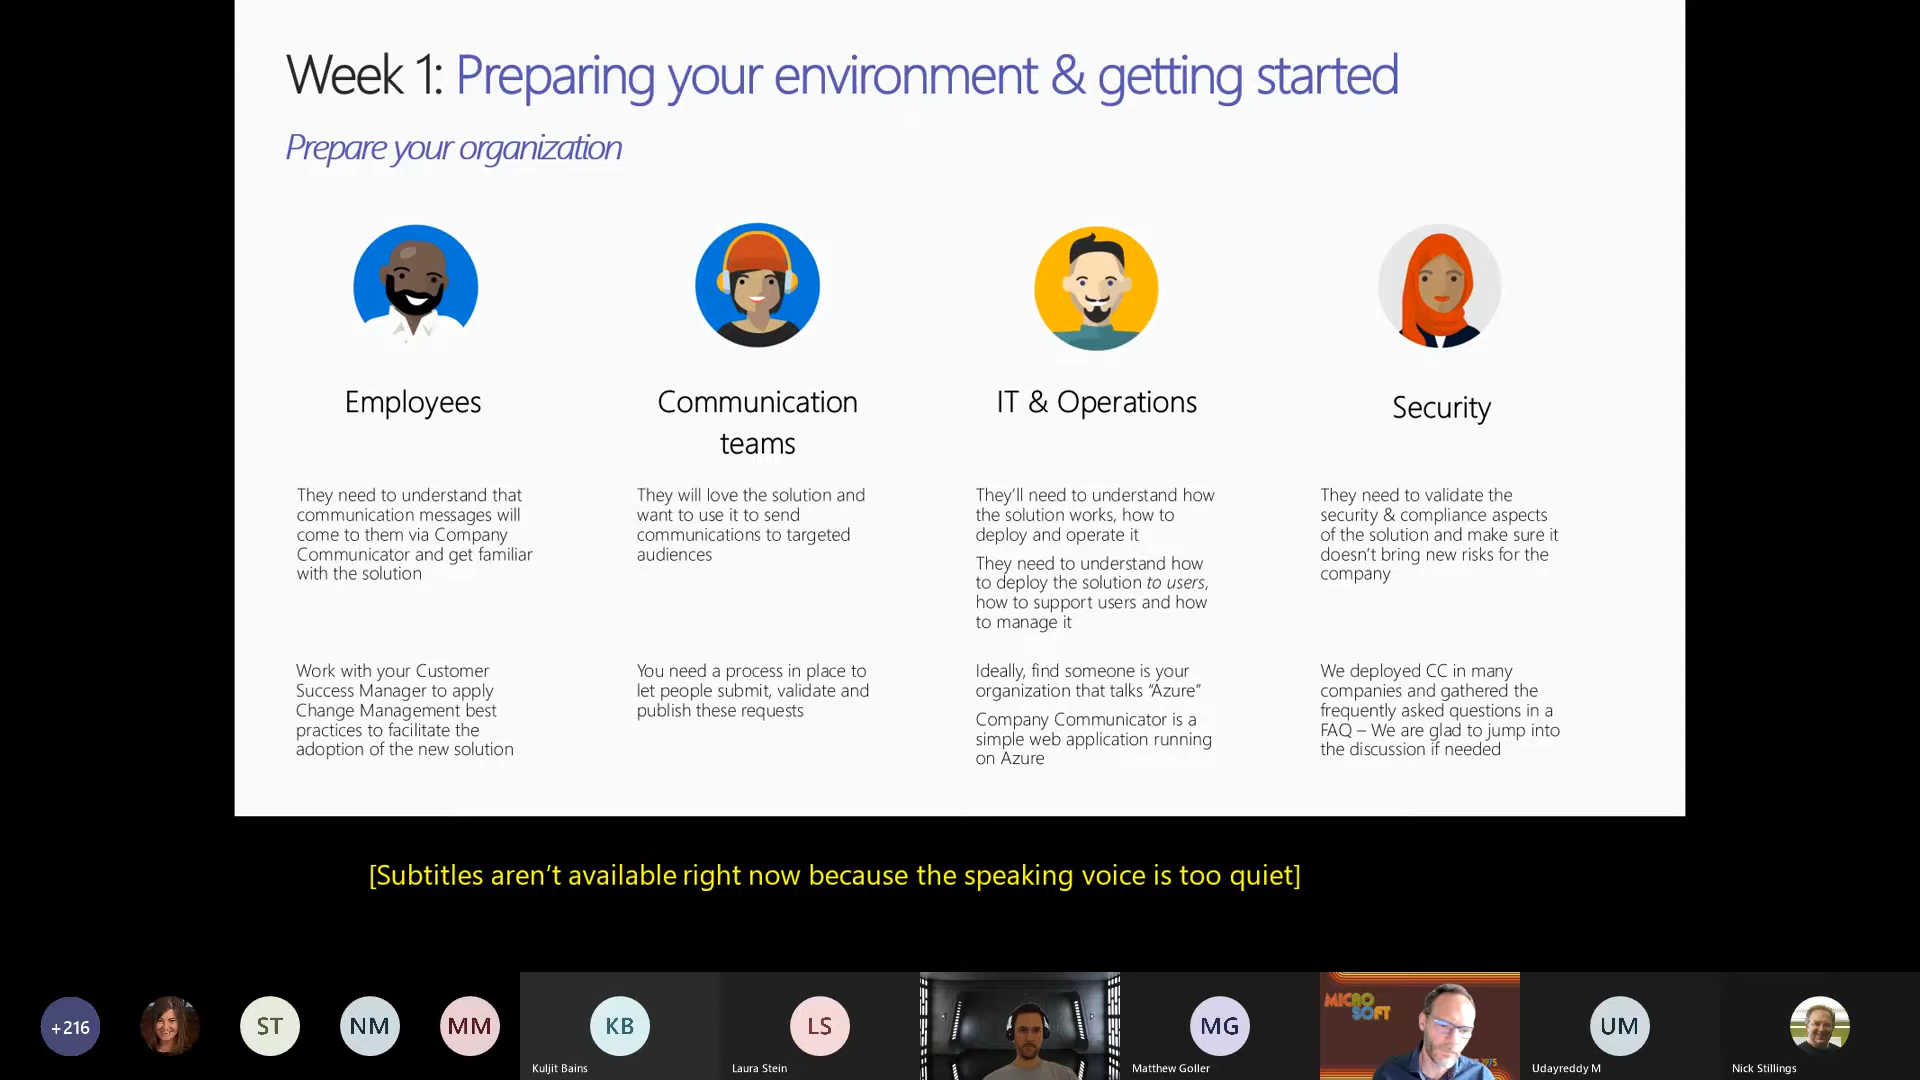 Week 1: Preparing your environment & getting started
Prepare your organization
Employees
Communication
teams
IT & Operations
Security
They need to understand that
communication messages will
come to them via Company
Communicator and get familiar
with the solution
They will love the solution and
want to use it to send
communications to targeted
audiences
They'll need to understand how
the solution works, how to
deploy and operate it
They need to understand how
to deploy the solution to users,
how to support users and how
to manage it
They need to validate the
security & compliance aspects
of the solution and make sure it
doesn't bring new risks for the
company
Work with your Customer
Success Manager to apply
Change Management best
practices to facilitate the
adoption of the new solution
You need a process in place to
let people submit, validate and
publish these requests
Ideally, find someone is your
organization that talks “Azure”
Company Communicator is a
simple web application running
on Azure
We deployed CC in many
companies and gathered the
frequently asked questions in a
FAQ – We are glad to jump into
the discussion if needed
[Subtitles aren't available right now because the speaking voice is too quiet]
+216
ST
NM
MM
KB
Kuljit Bains
LS
Laura Stein
MG
Matthew Goller
MICRO
SOFT
1975
UM
Udayreddy M
Nick Stillings